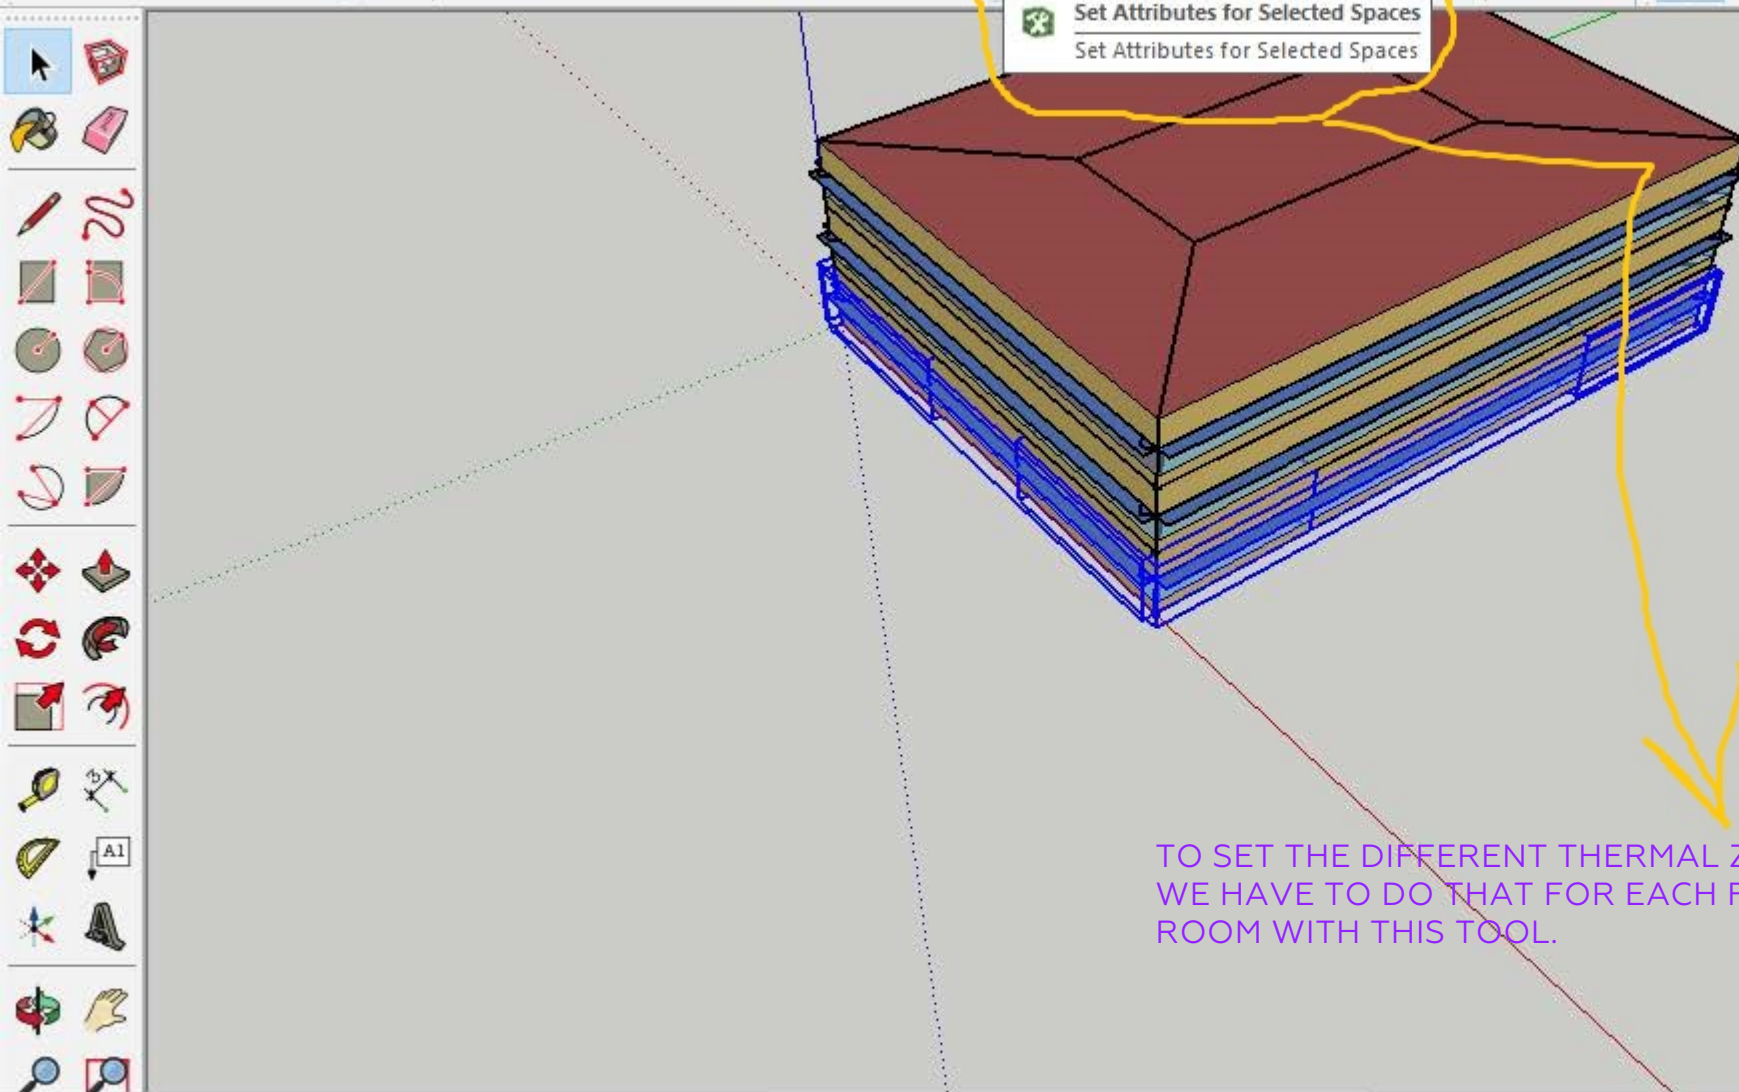 Set Attributes for Selected Spaces
Set Attributes for Selected Spaces
A1
TO SET THE DIFFERENT THERMAL
WE HAVE TO DO THAT FOR EACH
ROOM WITH THIS TOOL.